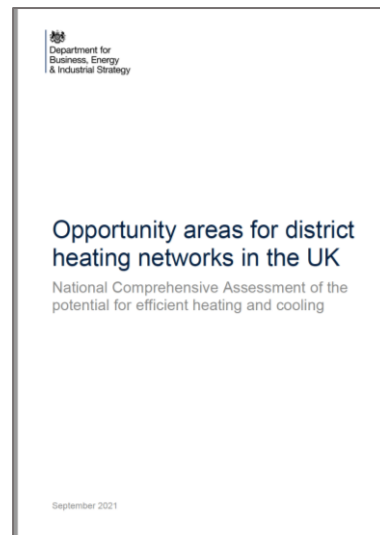 Department for
Business, Energy
& Industrial Strategy
Opportunity areas for district
heating networks in the UK
National Comprehensive Assessment of the
potential for efficient heating and cooling
September 2021